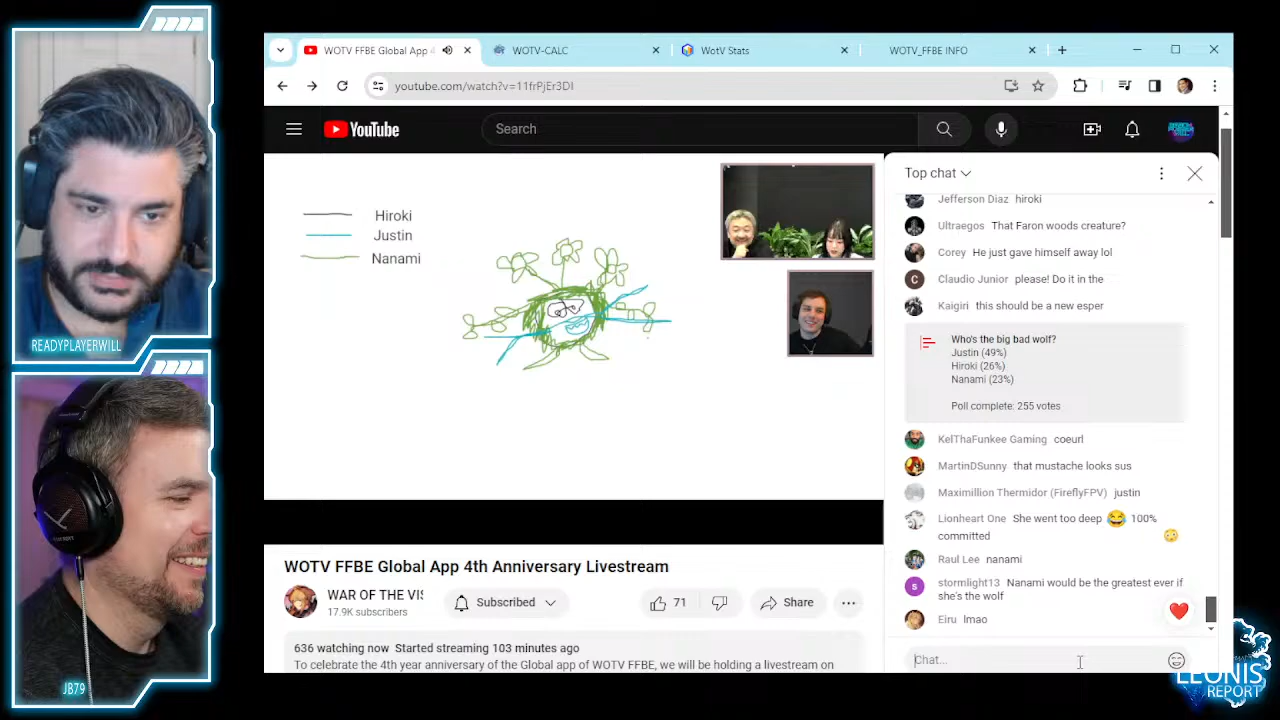 READYPLAYERWILL
JB79
WOTV FFBE Global App 4
WOTV-CALC
WotV Stats
WOTV_FFBE INFO
youtube.com/watch?v=11frPjEr3DI
YouTube
Search
Hiroki
Justin
Nanami
Top chat
Jefferson Diaz hiroki
Ultraegos That Faron woods creature?
Corey He just gave himself away lol
C
Claudio Junior please! Do it in the
Kaigiri this should be a new esper
Who's the big bad wolf?
Justin (49%)
Hiroki (26%)
Nanami (23%)
Poll complete: 255 votes
KelThaFunkee Gaming coeurl
MartinDSunny that mustache looks sus
Maximillion Thermidor (FireflyFPV) justin
Lionheart One She went too deep 😂 100%
committed 😳
Raul Lee nanami
S
stormlight13 Nanami would be the greatest ever if
she's the wolf
Eiru lmao
Chat...
WOTV FFBE Global App 4th Anniversary Livestream
WAR OF THE VIS
17.9K subscribers
Subscribed
71
Share
636 watching now Started streaming 103 minutes ago
To celebrate the 4th year anniversary of the Global app of WOTV FFBE, we will be holding a livestream on
LEONIS
REPORT